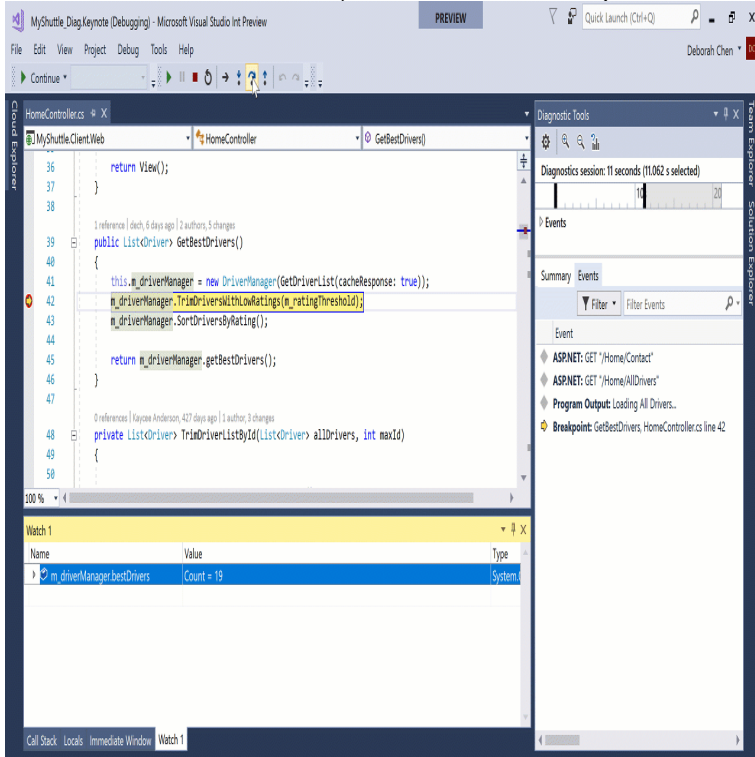 MyShuttle_Diag.Keynote (Debugging) - Microsoft Visual Studio Int Preview
PREVIEW
Quick Launch (Ctrl+Q)
File Edit View Project Debug Tools Help
Deborah Chen
DC
Continue
Cloud Explorer
HomeController.cs
MyShuttle.Client.Web
HomeController
GetBestDrivers()
36 return View();
37 }
38
1 reference | dech, 6 days ago | 2 authors, 5 changes
39 public List<Driver> GetBestDrivers()
40 {
41 this.m_driverManager = new DriverManager(GetDriverList(cacheResponse: true));
42 m_driverManager.TrimDriversWithLowRatings(m_ratingThreshold);
43 m_driverManager.SortDriversByRating();
44
45 return m_driverManager.getBestDrivers();
46 }
47
0 references | Kaycee Anderson, 427 days ago | 1 author, 3 changes
48 private List<Driver> TrimDriverListById(List<Driver> allDrivers, int maxId)
49 {
50
100 %
Watch 1
Name Value Type
m_driverManager.bestDrivers Count = 19 System.
Call Stack Locals Immediate Window Watch 1
Diagnostic Tools
Diagnostics session: 11 seconds (11.062 s selected)
10 20
Events
Summary Events
Filter Filter Events
Event
ASP.NET: GET "/Home/Contact"
ASP.NET: GET "/Home/AllDrivers"
Program Output: Loading All Drivers...
Breakpoint: GetBestDrivers, HomeController.cs line 42
Team Explorer
Solution Explorer